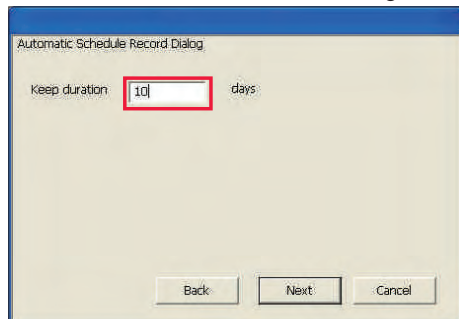 Automatic Schedule Record Dialog
Keep duration 10 days
Back Next Cancel